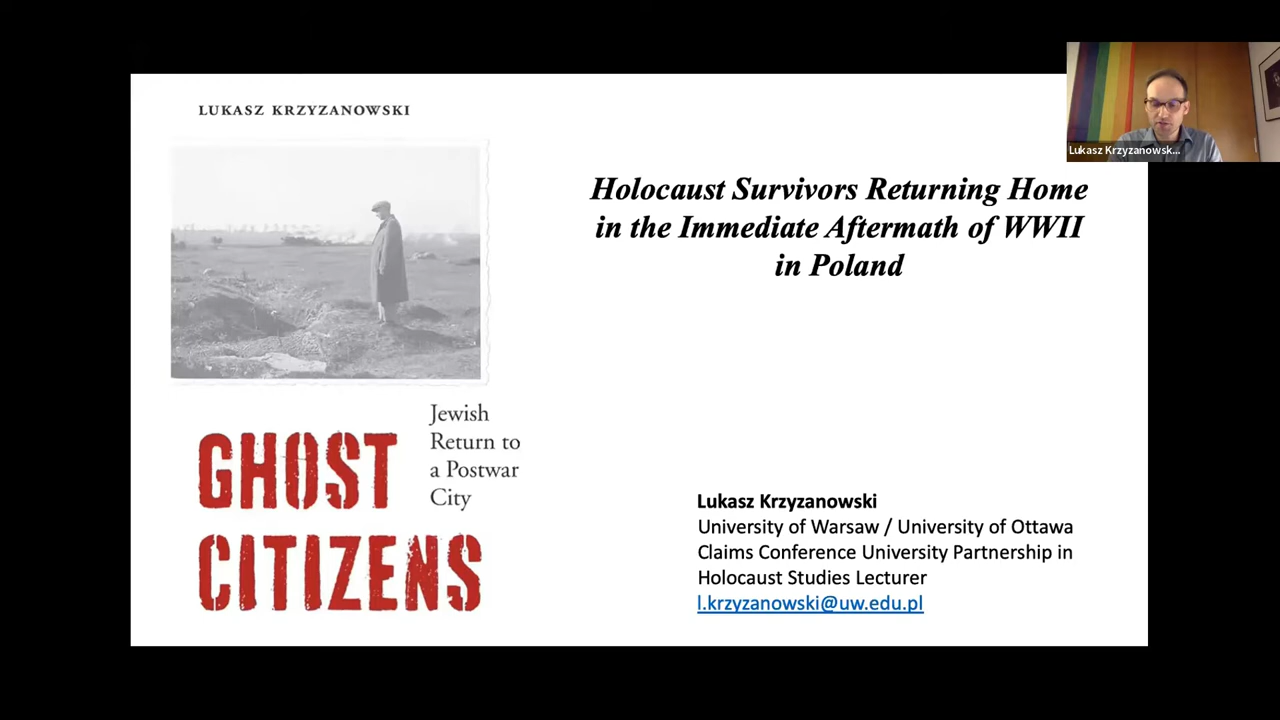 LUKASZ KRZYZANOWSKI
Jewish
Return to
a Postwar
City
GHOST
CITIZENS
Holocaust Survivors Returning Home
in the Immediate Aftermath of WWII
in Poland
Lukasz Krzyzanowski
University of Warsaw / University of Ottawa
Claims Conference University Partnership in
Holocaust Studies Lecturer
l.krzyzanowski@uw.edu.pl
Lukasz Krzyzanowsk...